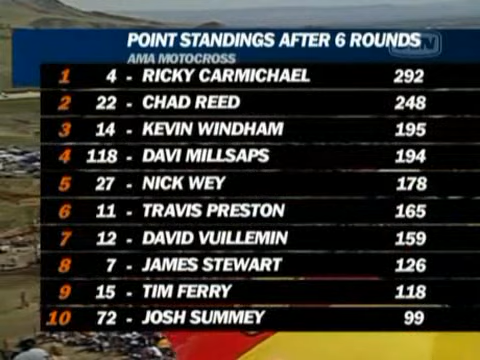 POINT STANDINGS AFTER 6 ROUNDS
AMA MOTOCROSS
1 4 - RICKY CARMICHAEL 292
2 22 - CHAD REED 248
3 14 - KEVIN WINDHAM 195
4 118 - DAVI MILLSAPS 194
5 27 - NICK WEY 178
6 11 - TRAVIS PRESTON 165
7 12 - DAVID VUILLEMIN 159
8 7 - JAMES STEWART 126
9 15 - TIM FERRY 118
10 72 - JOSH SUMMEY 99